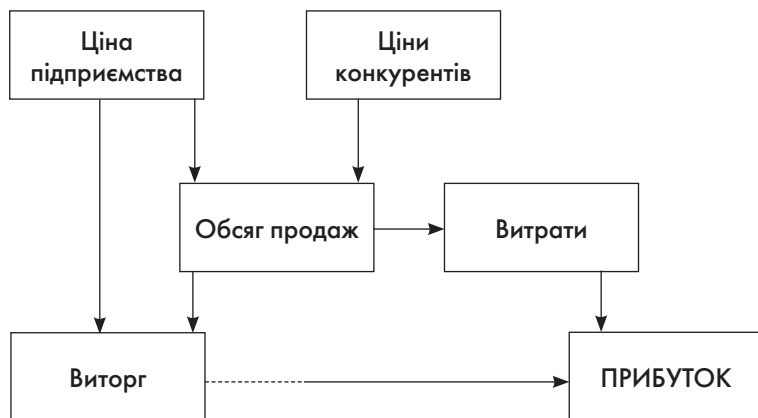 Ціна
підприємства
Ціни
конкурентів
Обсяг продаж
Витрати
Виторг
ПРИБУТОК